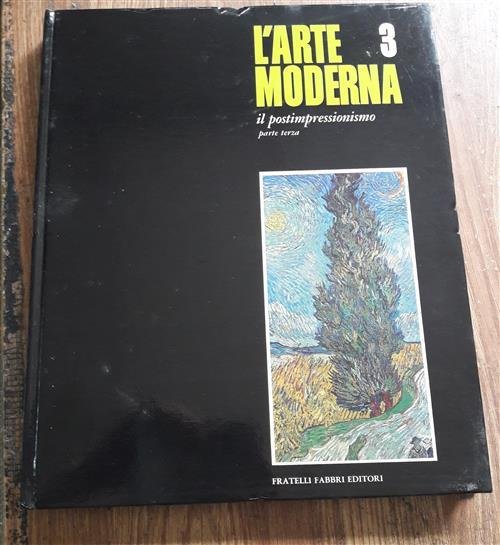 L'ARTE 3
MODERNA
il postimpressionismo
parte terza
FRATELLI FABBRI EDITORI